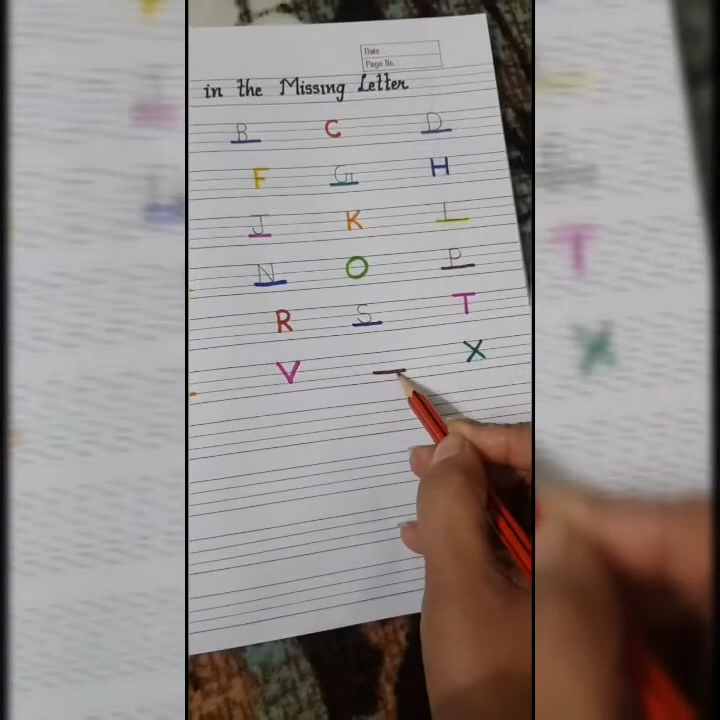 Date :
Page No. :
in the Missing Letter
B C D
F G H
J K L
N O P
R S T
V X